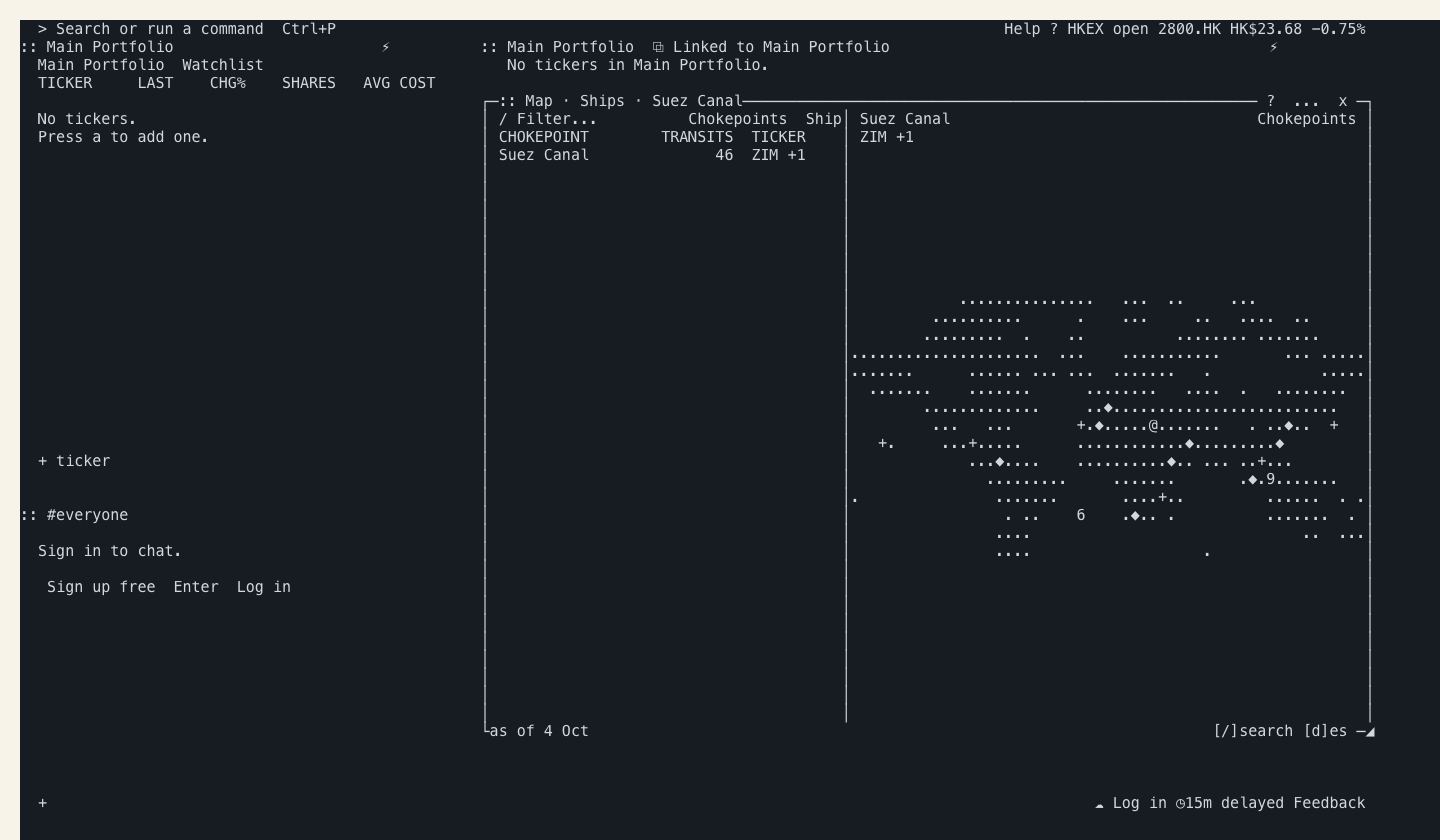 > Search or run a command  Ctrl+P    Help ? HKEX open 2800.HK HK$23.68 −0.75%
:: Main Portfolio ⚡ :: Main Portfolio ⧉ Linked to Main Portfolio ⚡
Main Portfolio  Watchlist    No tickers in Main Portfolio.
TICKER  LAST  CHG%  SHARES  AVG COST
:: Map · Ships · Suez Canal  ?  ...  x
No tickers.  / Filter...  Chokepoints  Ship  Suez Canal  Chokepoints
Press a to add one.  CHOKEPOINT  TRANSITS  TICKER  ZIM +1
Suez Canal  46  ZIM +1
+ ticker
:: #everyone
Sign in to chat.
Sign up free  Enter  Log in
as of 4 Oct  [/]search [d]es
+  ☁ Log in ◷15m delayed Feedback